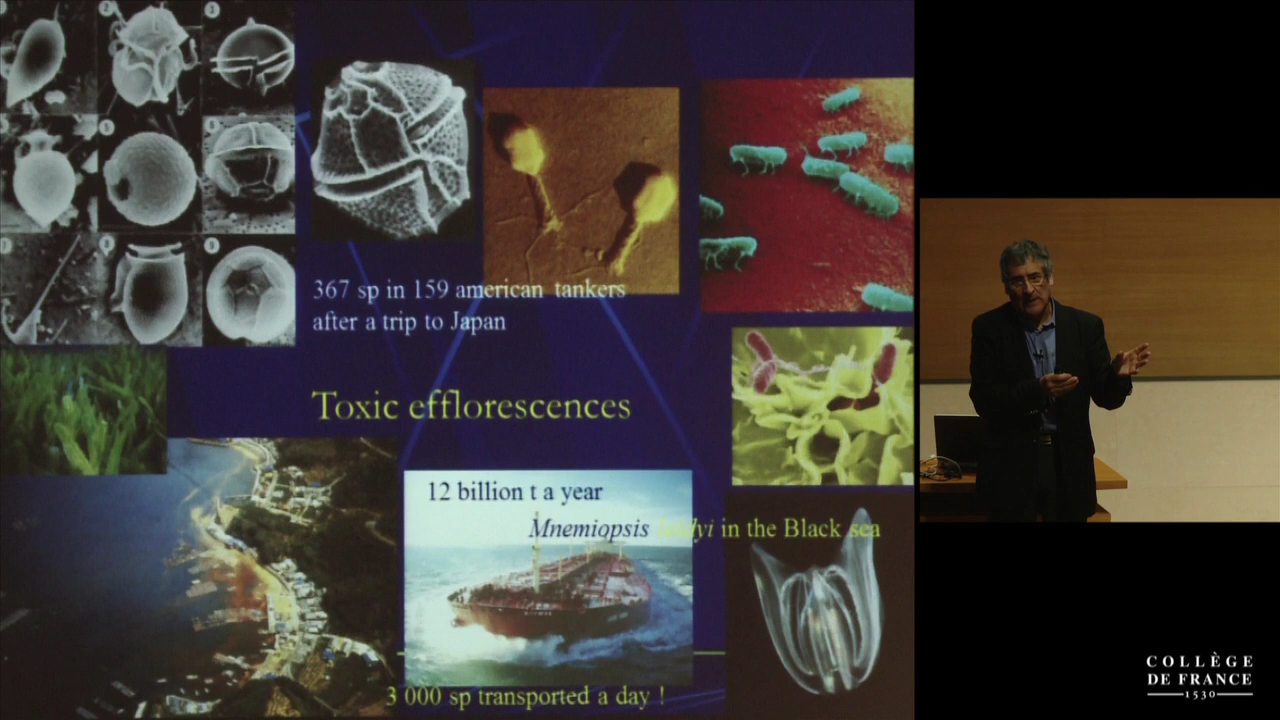 367 sp in 159 american tankers
after a trip to Japan
Toxic efflorescences
12 billion t a year
Mnemiopsis leidyi in the Black sea
3 000 sp transported a day !
COLLÈGE
DE FRANCE
1530